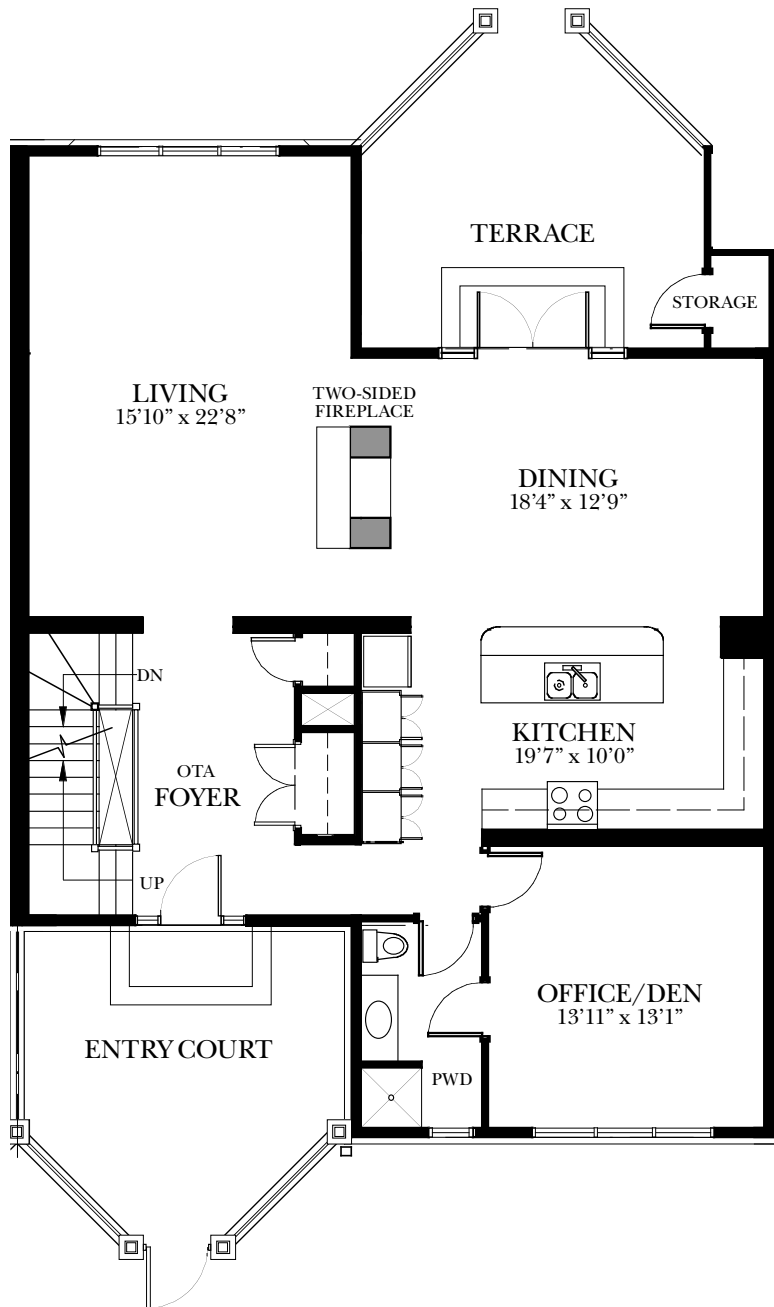 TERRACE
STORAGE
LIVING
15’10” x 22’8”
TWO-SIDED
FIREPLACE
DINING
18’4” x 12’9”
DN
KITCHEN
19’7” x 10’0”
OTA
FOYER
UP
OFFICE/DEN
13’11” x 13’1”
ENTRY COURT
PWD